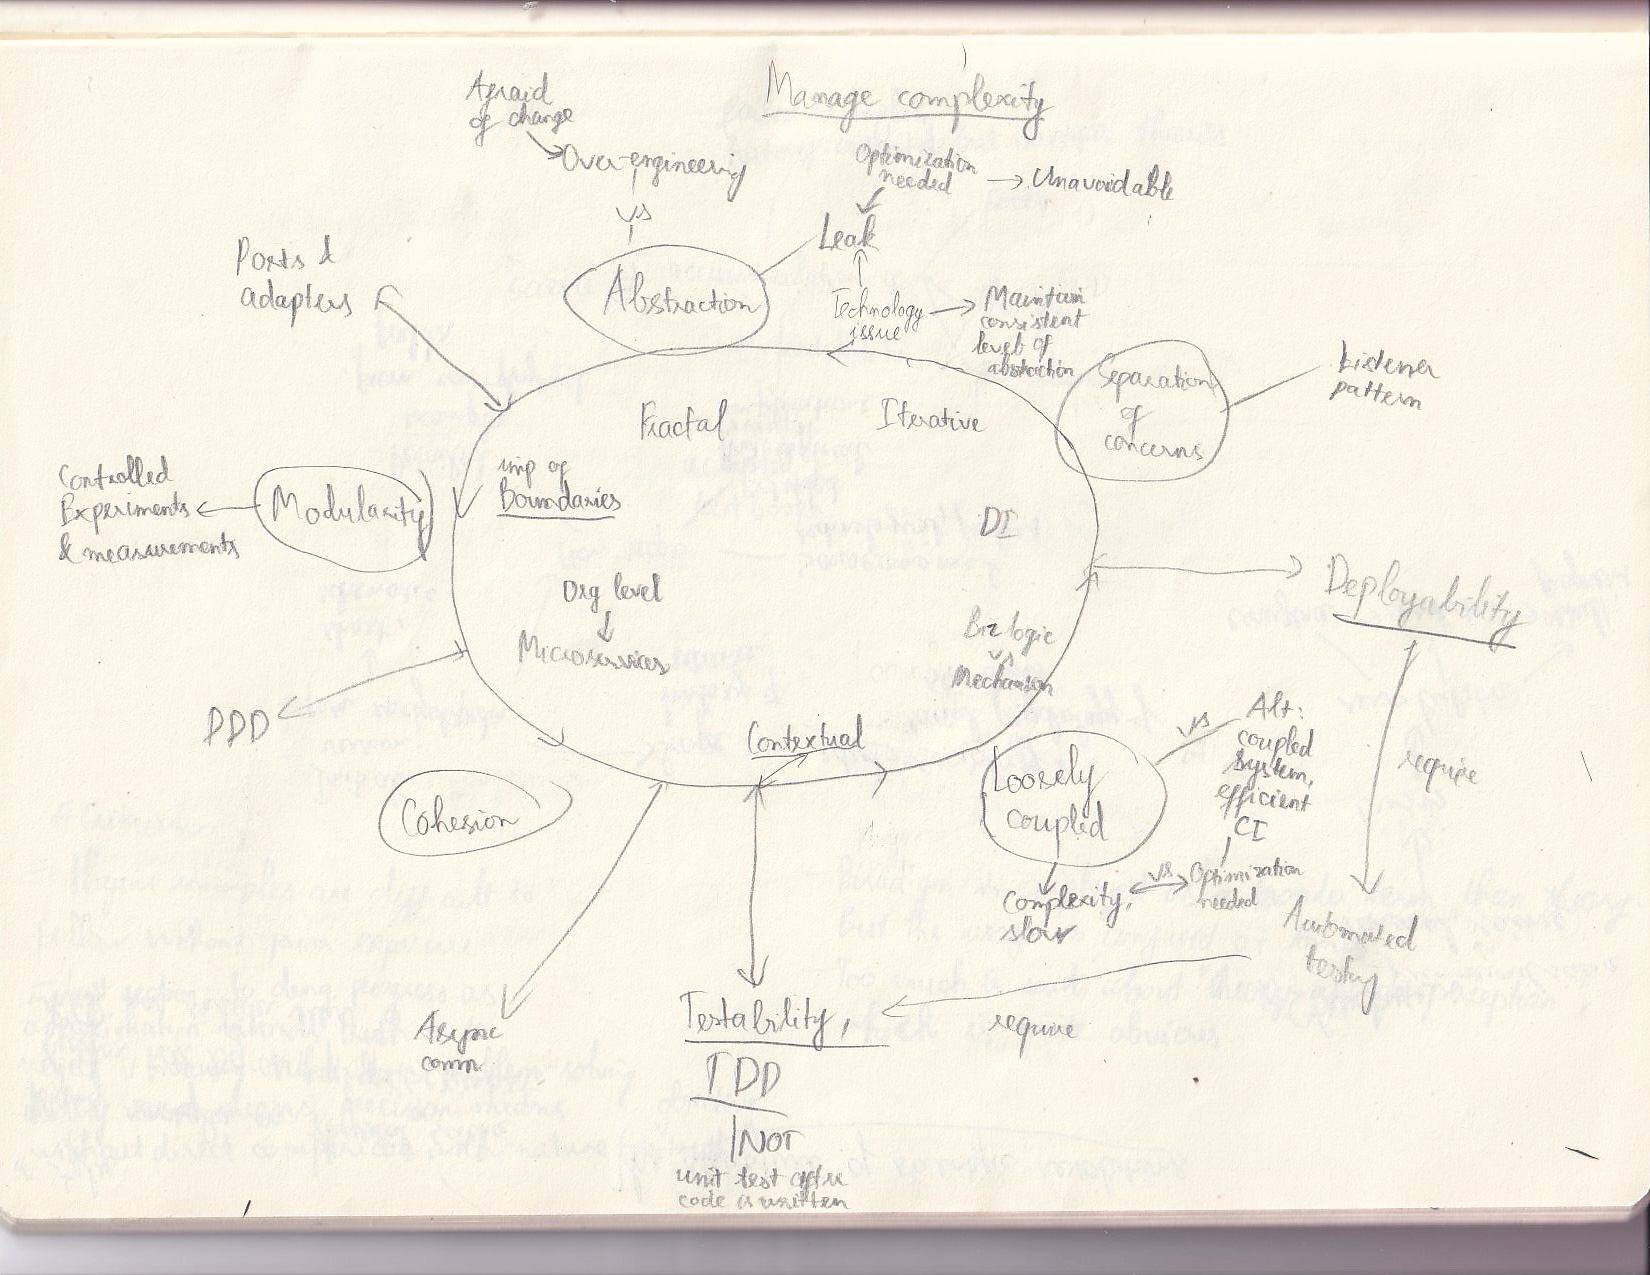 Manage complexity
Afraid
of change
Over-engineering
vs
Optimization
needed
Unavoidable
Leak
Abstraction
Technology
issue
Maintain
consistent
levels of
abstraction
Ports &
adapters
Separation
of
concerns
Listener
pattern
Fractal
Iterative
imp of
Boundaries
Controlled
Experiments
& measurements
Modularity
DI
Org level
Microservices
Biz logic
vs
Mechanism
Deployability
DDD
Contextual
Cohesion
Loosely
coupled
vs
Alt:
coupled
system,
efficient
CI
require
Complexity,
slow
vs
Optimization
needed
Automated
testing
Async
comm
Testability,
require
TDD
NOT
unit test after
code is written